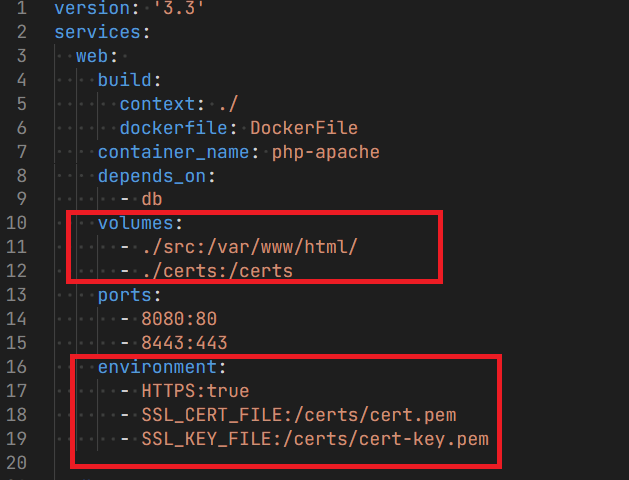 1 version: '3.3'
2 services:
3 web:
4 build:
5 context: ./
6 dockerfile: DockerFile
7 container_name: php-apache
8 depends_on:
9 - db
10 volumes:
11 - ./src:/var/www/html/
12 - ./certs:/certs
13 ports:
14 - 8080:80
15 - 8443:443
16 environment:
17 - HTTPS:true
18 - SSL_CERT_FILE:/certs/cert.pem
19 - SSL_KEY_FILE:/certs/cert-key.pem
20